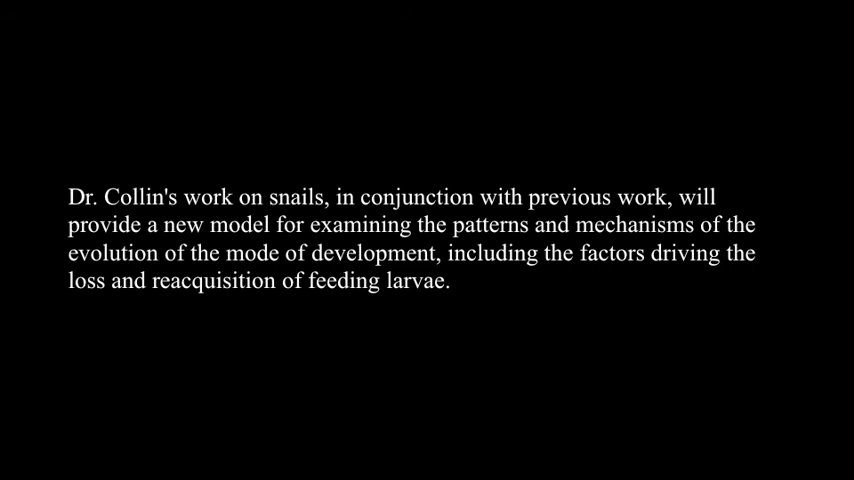 Dr. Collin's work on snails, in conjunction with previous work, will
provide a new model for examining the patterns and mechanisms of the
evolution of the mode of development, including the factors driving the
loss and reacquisition of feeding larvae.